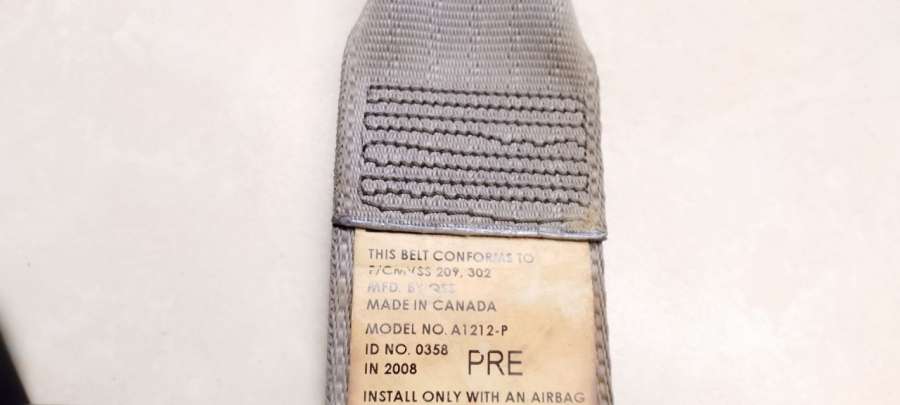 THIS BELT CONFORMS TO
F/CMVSS 209, 302
MFD. BY QSS
MADE IN CANADA
MODEL NO. A1212-P
ID NO. 0358 PRE
IN 2008
INSTALL ONLY WITH AN AIRBAG